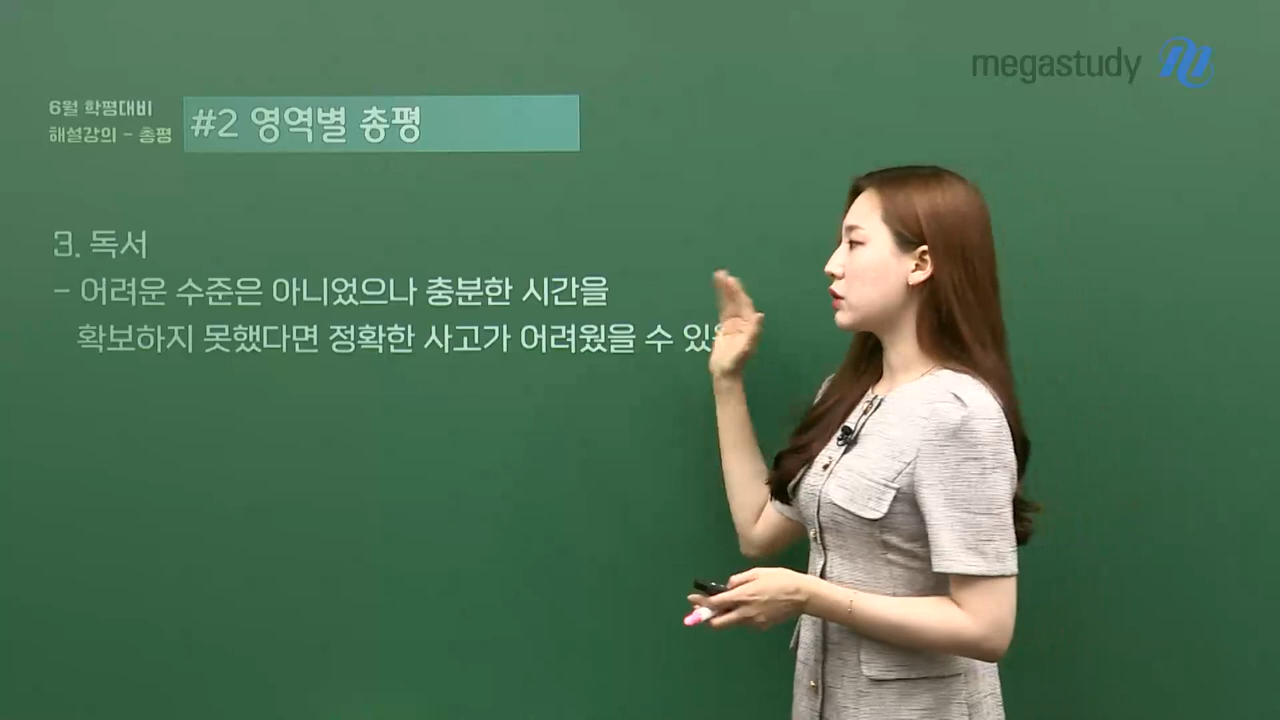 megastudy
6월 학평대비
해설강의 - 총평
#2 영역별 총평
3. 독서
- 어려운 수준은 아니었으나 충분한 시간을
확보하지 못했다면 정확한 사고가 어려웠을 수